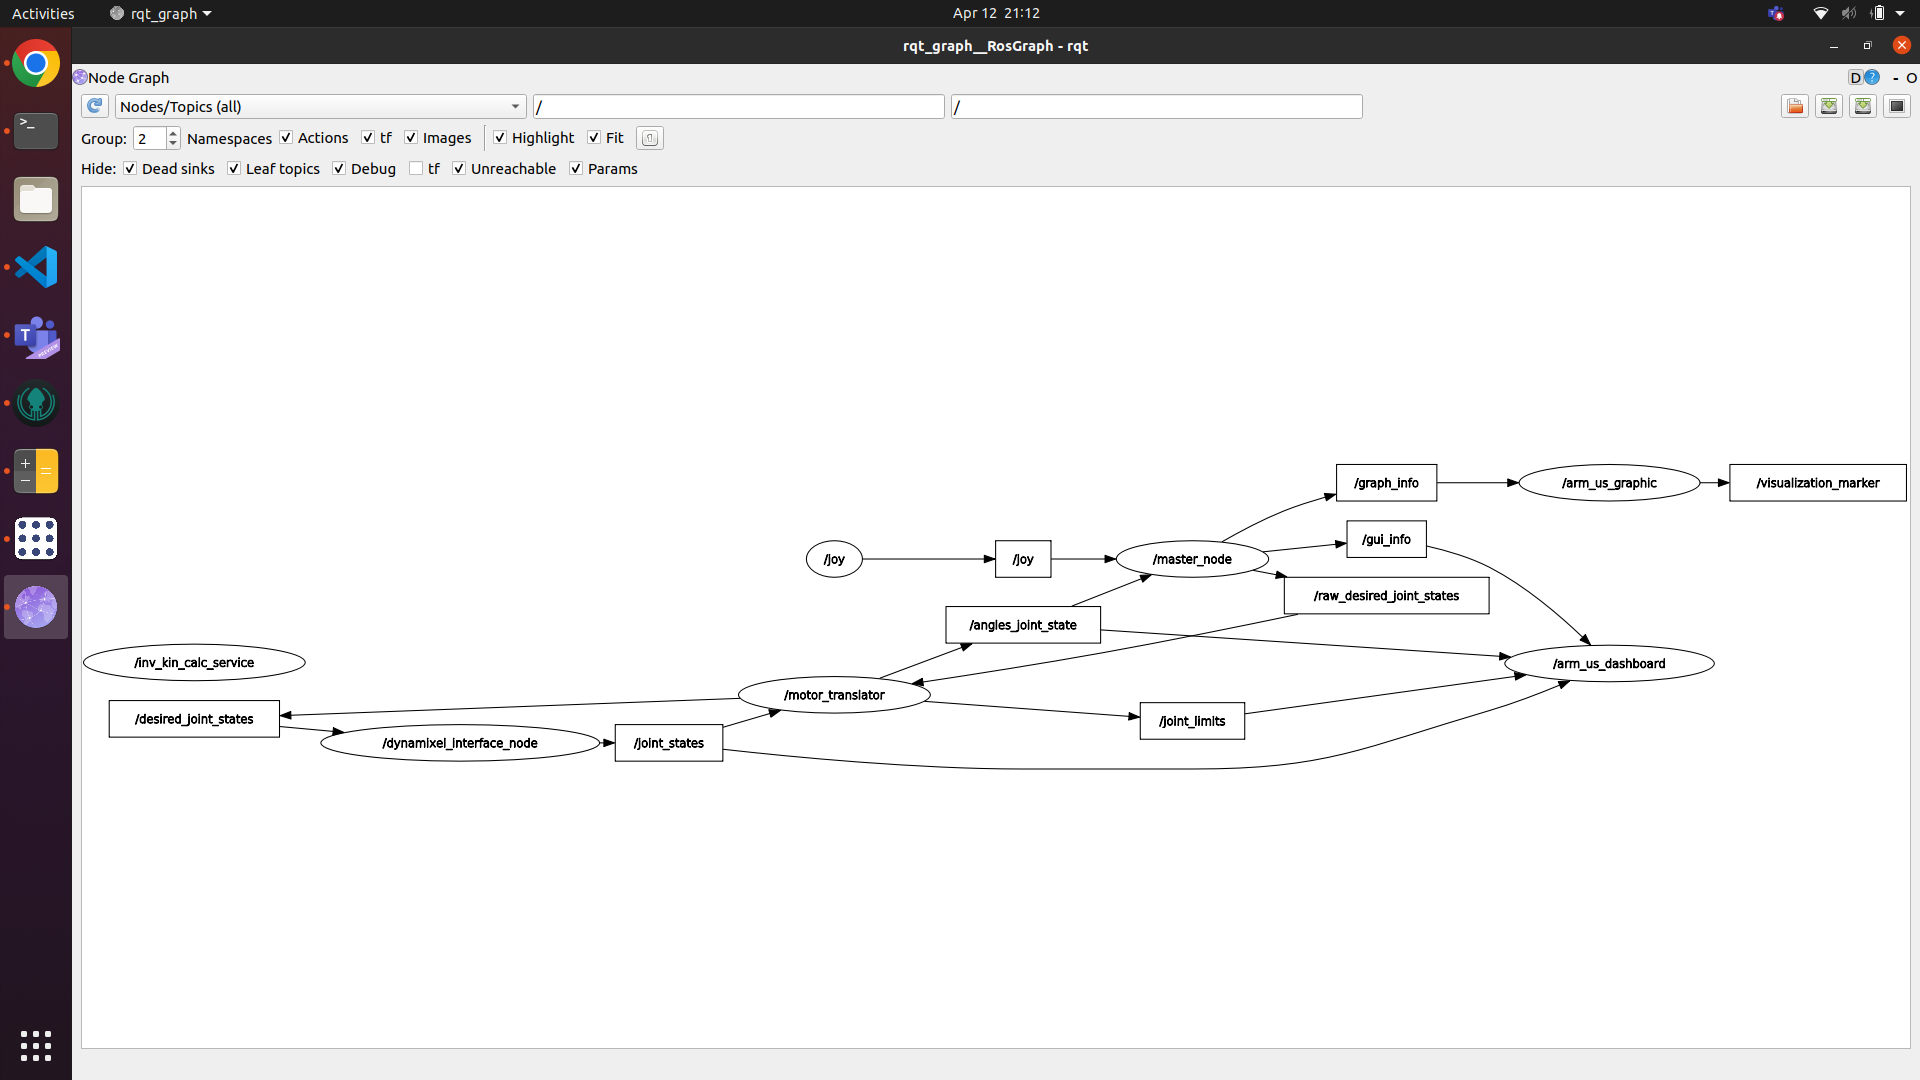 Activities rqt_graph Apr 12 21:12
rqt_graph__RosGraph - rqt
Node Graph D ? - O
Nodes/Topics (all) / /
Group: 2 Namespaces Actions tf Images Highlight Fit
Hide: Dead sinks Leaf topics Debug tf Unreachable Params
/graph_info /arm_us_graphic /visualization_marker
/gui_info
/joy /joy /master_node
/raw_desired_joint_states
/angles_joint_state
/inv_kin_calc_service /arm_us_dashboard
/motor_translator
/desired_joint_states /joint_limits
/dynamixel_interface_node /joint_states